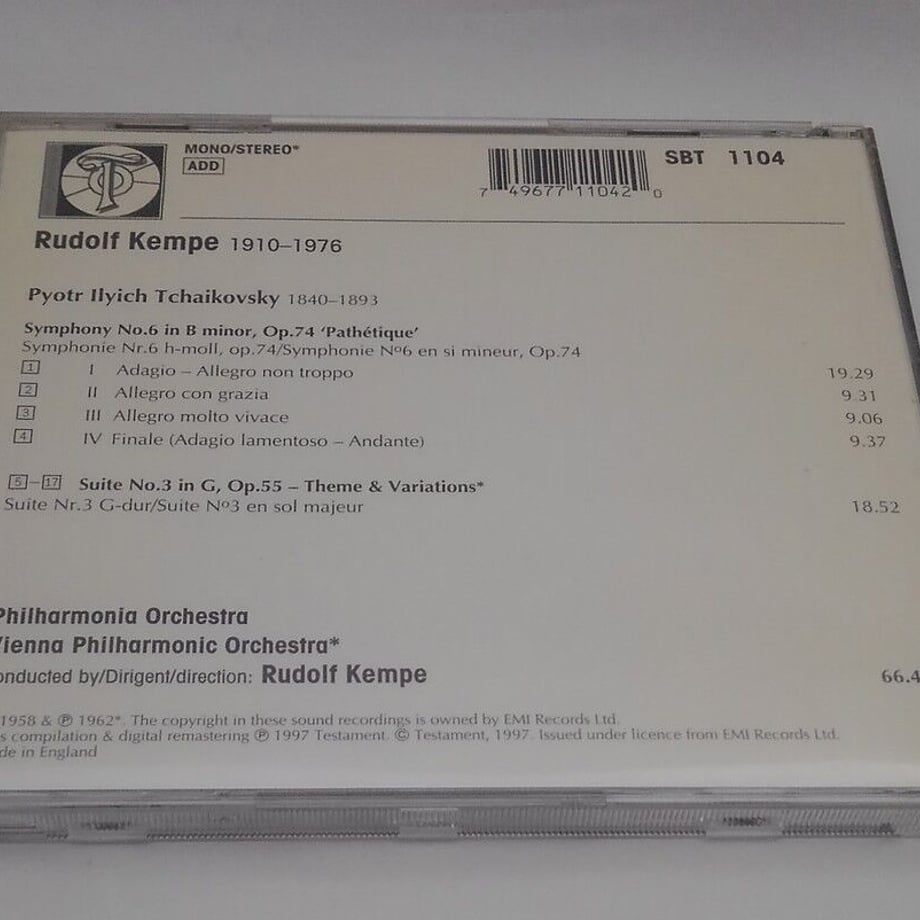 MONO/STEREO*
ADD
7 49677 11042 0
SBT 1104
Rudolf Kempe 1910–1976
Pyotr Ilyich Tchaikovsky 1840–1893
Symphony No.6 in B minor, Op.74 ‘Pathétique’
Symphonie Nr.6 h-moll, op.74/Symphonie Nº6 en si mineur, Op.74
1 I Adagio – Allegro non troppo 19.29
2 II Allegro con grazia 9.31
3 III Allegro molto vivace 9.06
4 IV Finale (Adagio lamentoso – Andante) 9.37
5–17 Suite No.3 in G, Op.55 – Theme & Variations*
Suite Nr.3 G-dur/Suite Nº3 en sol majeur 18.52
Philharmonia Orchestra
Vienna Philharmonic Orchestra*
onducted by/Dirigent/direction: Rudolf Kempe 66.4
1958 & ℗ 1962*. The copyright in these sound recordings is owned by EMI Records Ltd.
s compilation & digital remastering ℗ 1997 Testament. © Testament, 1997. Issued under licence from EMI Records Ltd.
de in England